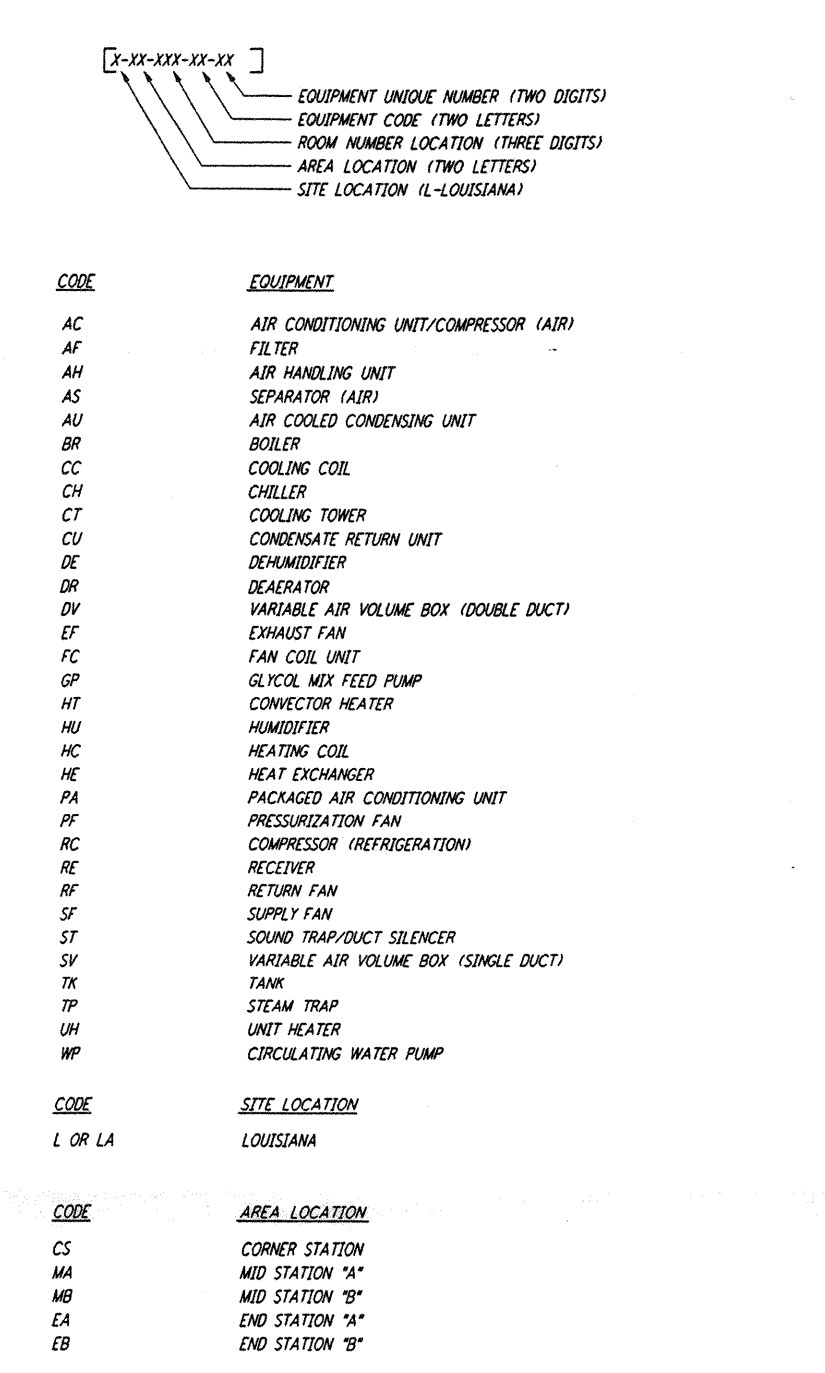 [X-XX-XXX-XX-XX ]
EQUIPMENT UNIQUE NUMBER (TWO DIGITS)
EQUIPMENT CODE (TWO LETTERS)
ROOM NUMBER LOCATION (THREE DIGITS)
AREA LOCATION (TWO LETTERS)
SITE LOCATION (L-LOUISIANA)
CODE EQUIPMENT
AC AIR CONDITIONING UNIT/COMPRESSOR (AIR)
AF FILTER
AH AIR HANDLING UNIT
AS SEPARATOR (AIR)
AU AIR COOLED CONDENSING UNIT
BR BOILER
CC COOLING COIL
CH CHILLER
CT COOLING TOWER
CU CONDENSATE RETURN UNIT
DE DEHUMIDIFIER
DR DEAERATOR
DV VARIABLE AIR VOLUME BOX (DOUBLE DUCT)
EF EXHAUST FAN
FC FAN COIL UNIT
GP GLYCOL MIX FEED PUMP
HT CONVECTOR HEATER
HU HUMIDIFIER
HC HEATING COIL
HE HEAT EXCHANGER
PA PACKAGED AIR CONDITIONING UNIT
PF PRESSURIZATION FAN
RC COMPRESSOR (REFRIGERATION)
RE RECEIVER
RF RETURN FAN
SF SUPPLY FAN
ST SOUND TRAP/DUCT SILENCER
SV VARIABLE AIR VOLUME BOX (SINGLE DUCT)
TK TANK
TP STEAM TRAP
UH UNIT HEATER
WP CIRCULATING WATER PUMP
CODE SITE LOCATION
L OR LA LOUISIANA
CODE AREA LOCATION
CS CORNER STATION
MA MID STATION "A"
MB MID STATION "B"
EA END STATION "A"
EB END STATION "B"